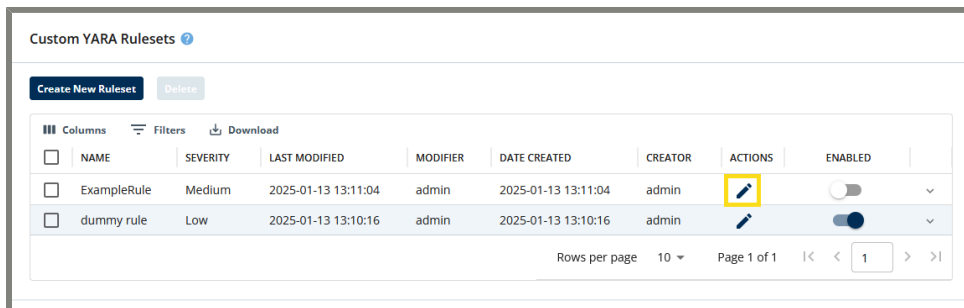 Custom YARA Rulesets ?
Create New Ruleset Delete
Columns Filters Download
NAME SEVERITY LAST MODIFIED MODIFIER DATE CREATED CREATOR ACTIONS ENABLED
ExampleRule Medium 2025-01-13 13:11:04 admin 2025-01-13 13:11:04 admin
dummy rule Low 2025-01-13 13:10:16 admin 2025-01-13 13:10:16 admin
Rows per page 10 Page 1 of 1 1